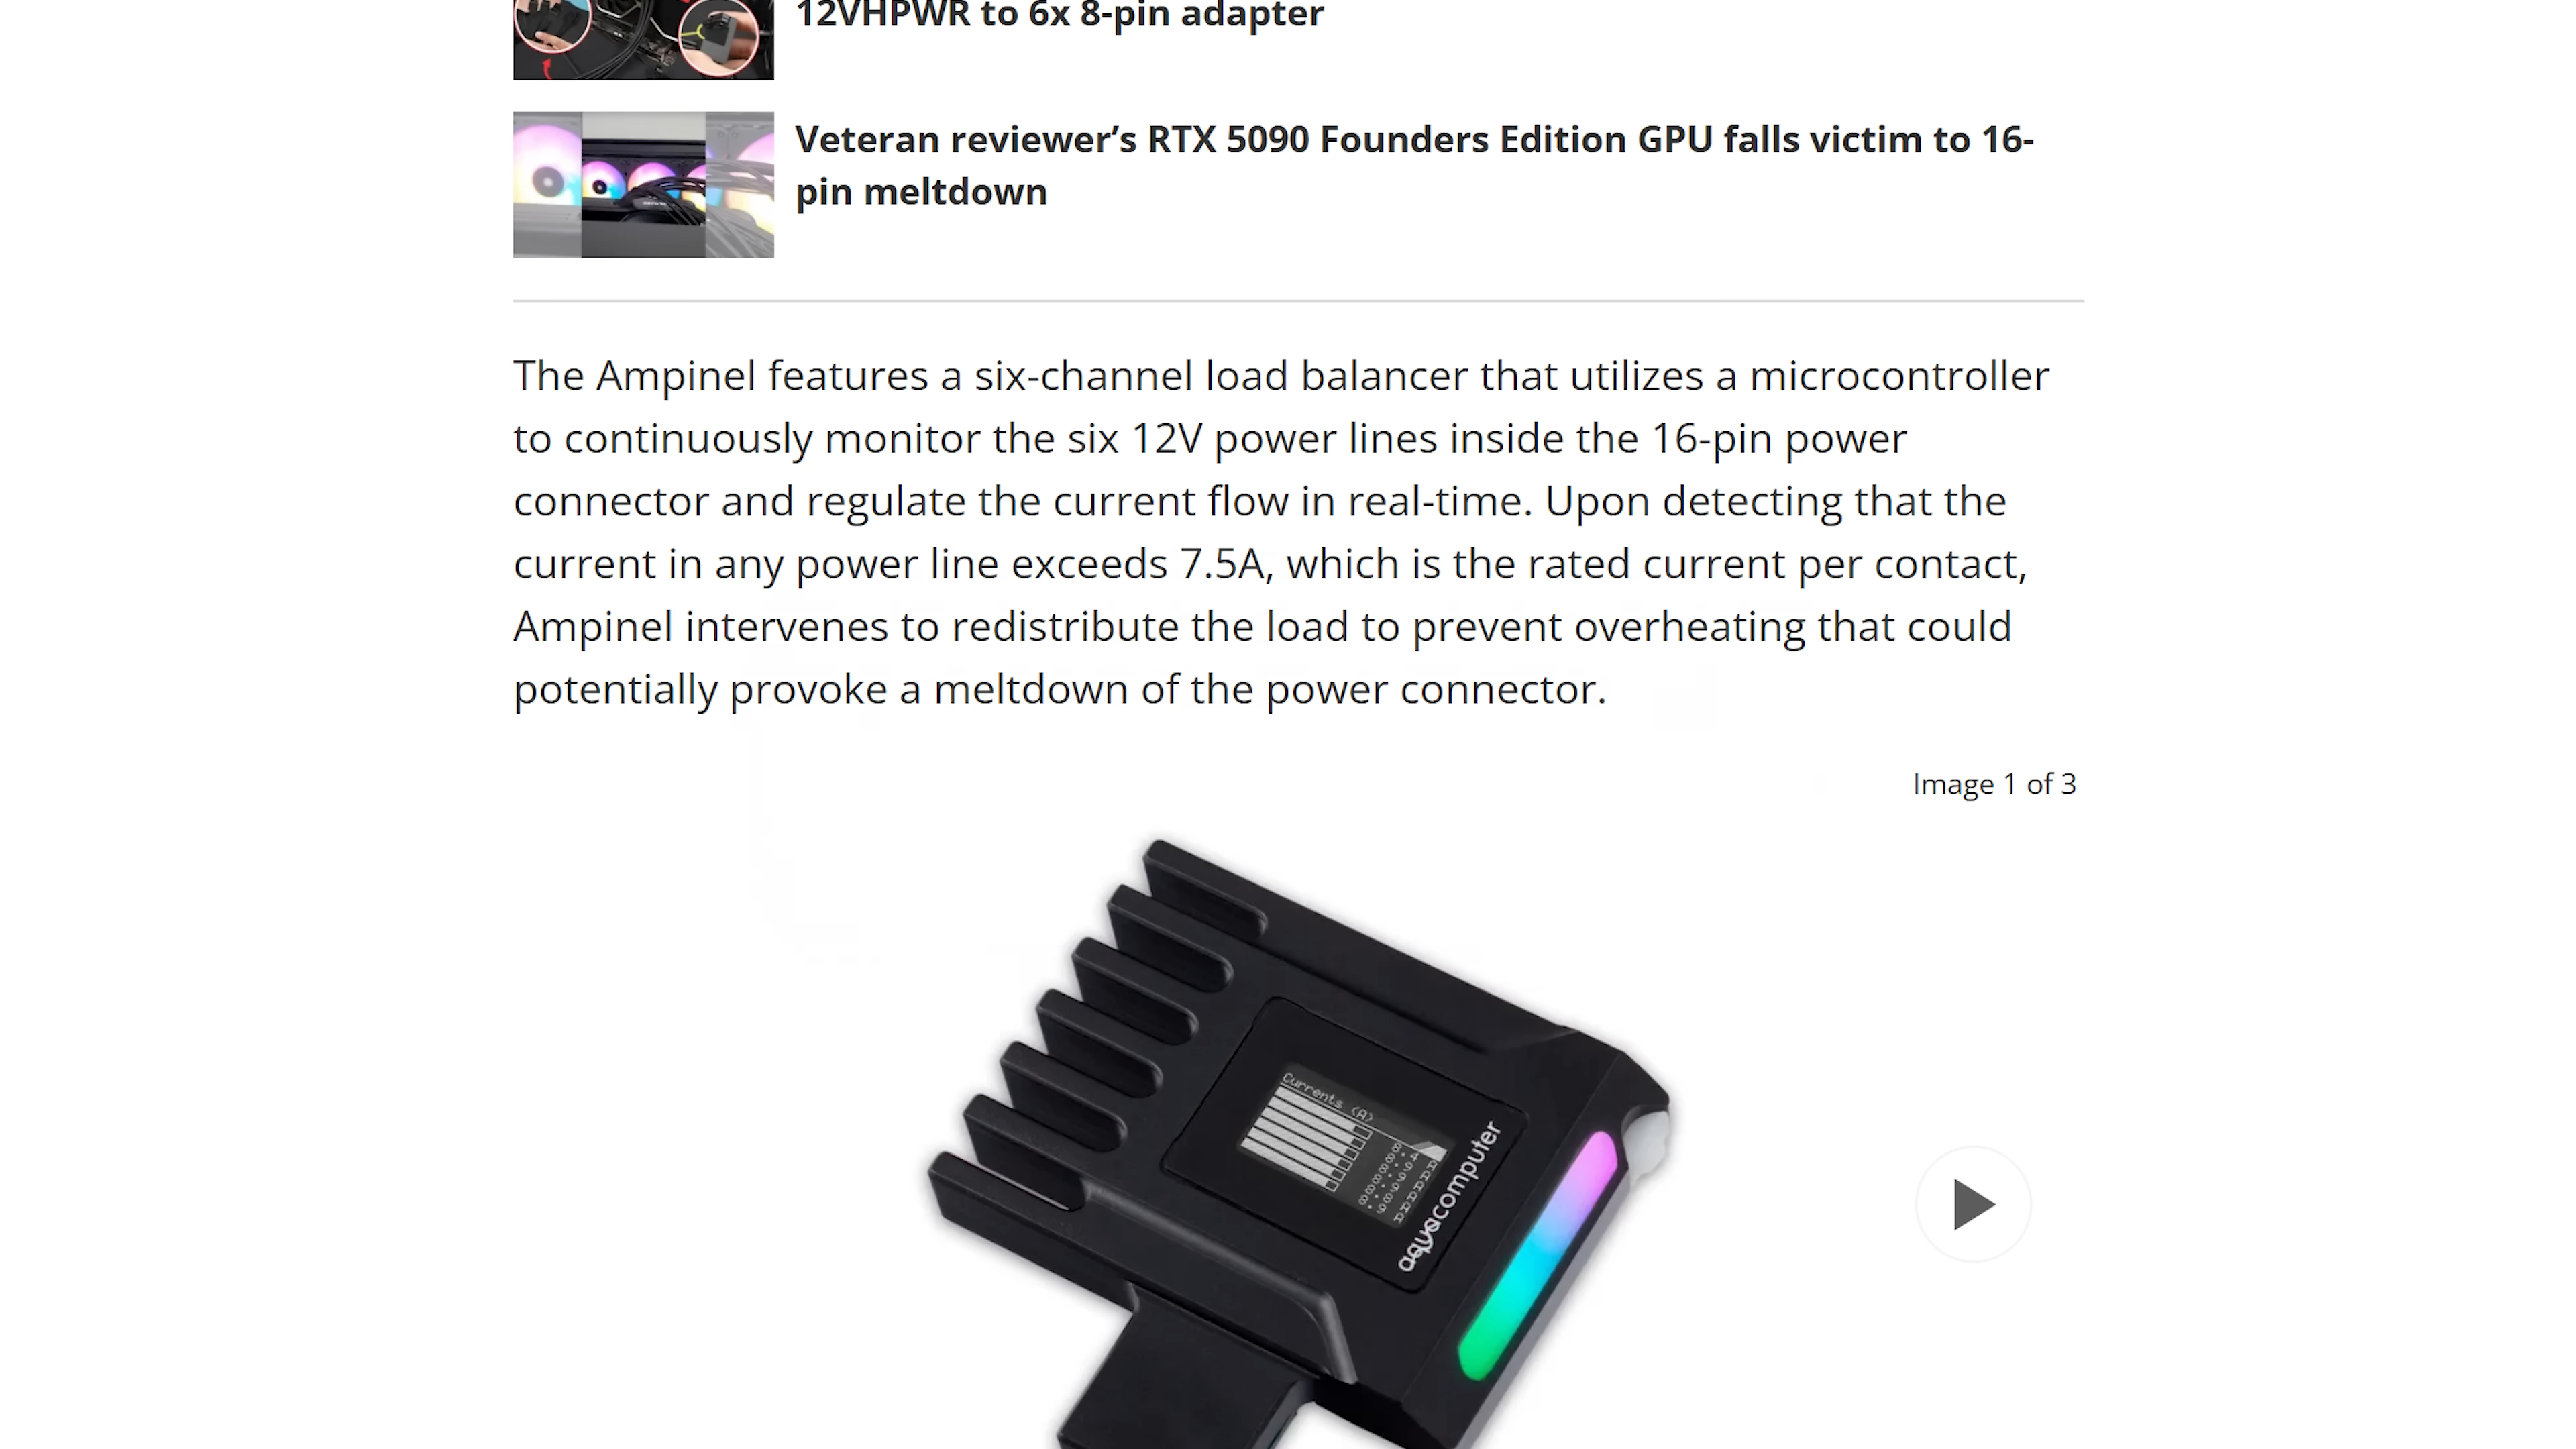 12VHPWR to 6x 8-pin adapter
Veteran reviewer’s RTX 5090 Founders Edition GPU falls victim to 16-
pin meltdown
The Ampinel features a six-channel load balancer that utilizes a microcontroller
to continuously monitor the six 12V power lines inside the 16-pin power
connector and regulate the current flow in real-time. Upon detecting that the
current in any power line exceeds 7.5A, which is the rated current per contact,
Ampinel intervenes to redistribute the load to prevent overheating that could
potentially provoke a meltdown of the power connector.
Image 1 of 3
Currents (A)
aquacomputer